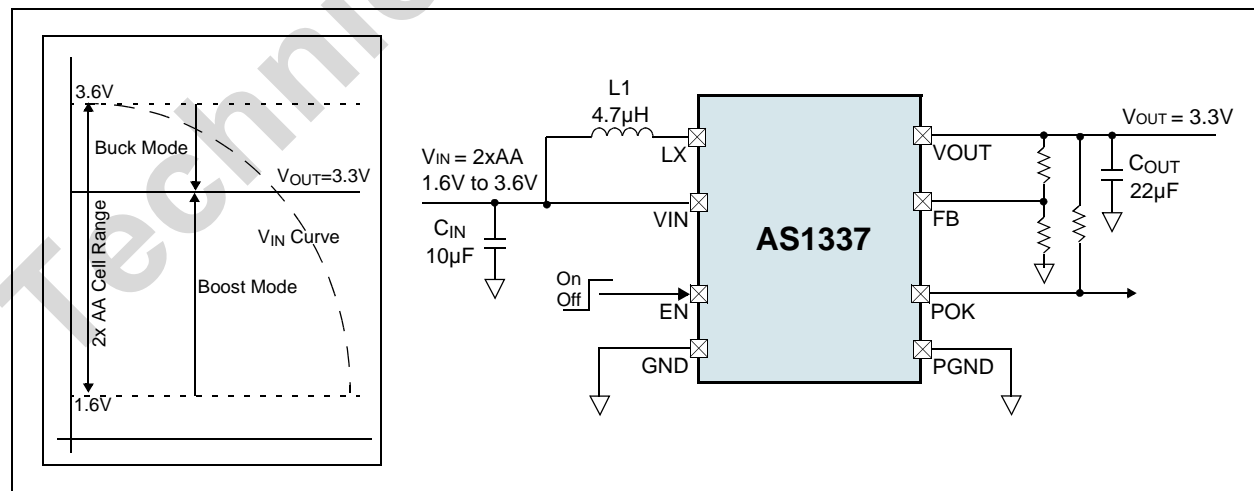 Techni
3.6V
Buck Mode
VOUT=3.3V
2x AA Cell Range
VIN Curve
Boost Mode
1.6V
L1
4.7µH
LX
VIN = 2xAA
1.6V to 3.6V
VIN
CIN
10µF
On
Off
EN
GND
AS1337
VOUT
VOUT = 3.3V
COUT
22µF
FB
POK
PGND